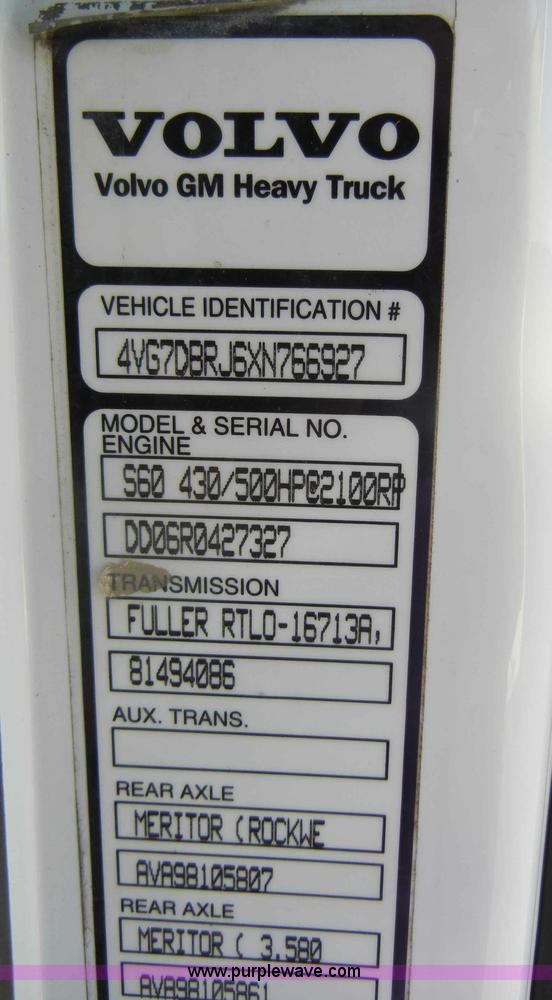 VOLVO
Volvo GM Heavy Truck
VEHICLE IDENTIFICATION #
4VG7DBRJ6XN766927
MODEL & SERIAL NO.
ENGINE
S60 430/500HP@2100RP
DD06R0427327
TRANSMISSION
FULLER RTLO-16713A,
81494086
AUX. TRANS.
REAR AXLE
MERITOR (ROCKWE
AVA98105807
REAR AXLE
MERITOR ( 3.580
AVA98105861
www.purplewave.com